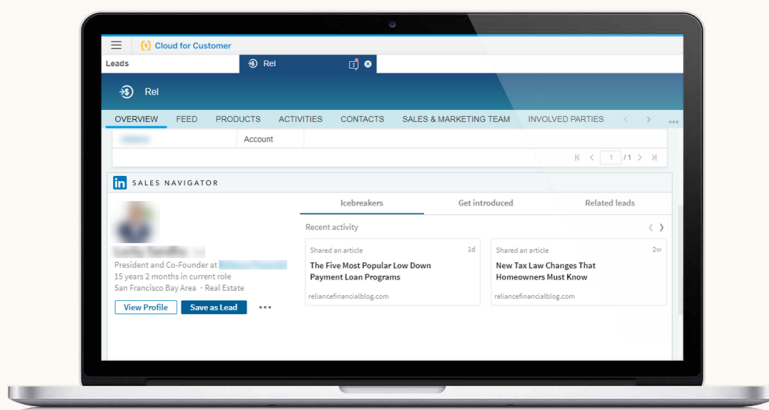 Cloud for Customer
Leads
Rel
Rel
OVERVIEW FEED PRODUCTS ACTIVITIES CONTACTS SALES & MARKETING TEAM INVOLVED PARTIES
Account
1 / 1
in SALES NAVIGATOR
Icebreakers Get introduced Related leads
Recent activity
Shared an article 1d
The Five Most Popular Low Down
Payment Loan Programs
reliancefinancialblog.com
Shared an article 2w
New Tax Law Changes That
Homeowners Must Know
reliancefinancialblog.com
President and Co-Founder at
15 years 2 months in current role
San Francisco Bay Area - Real Estate
View Profile Save as Lead